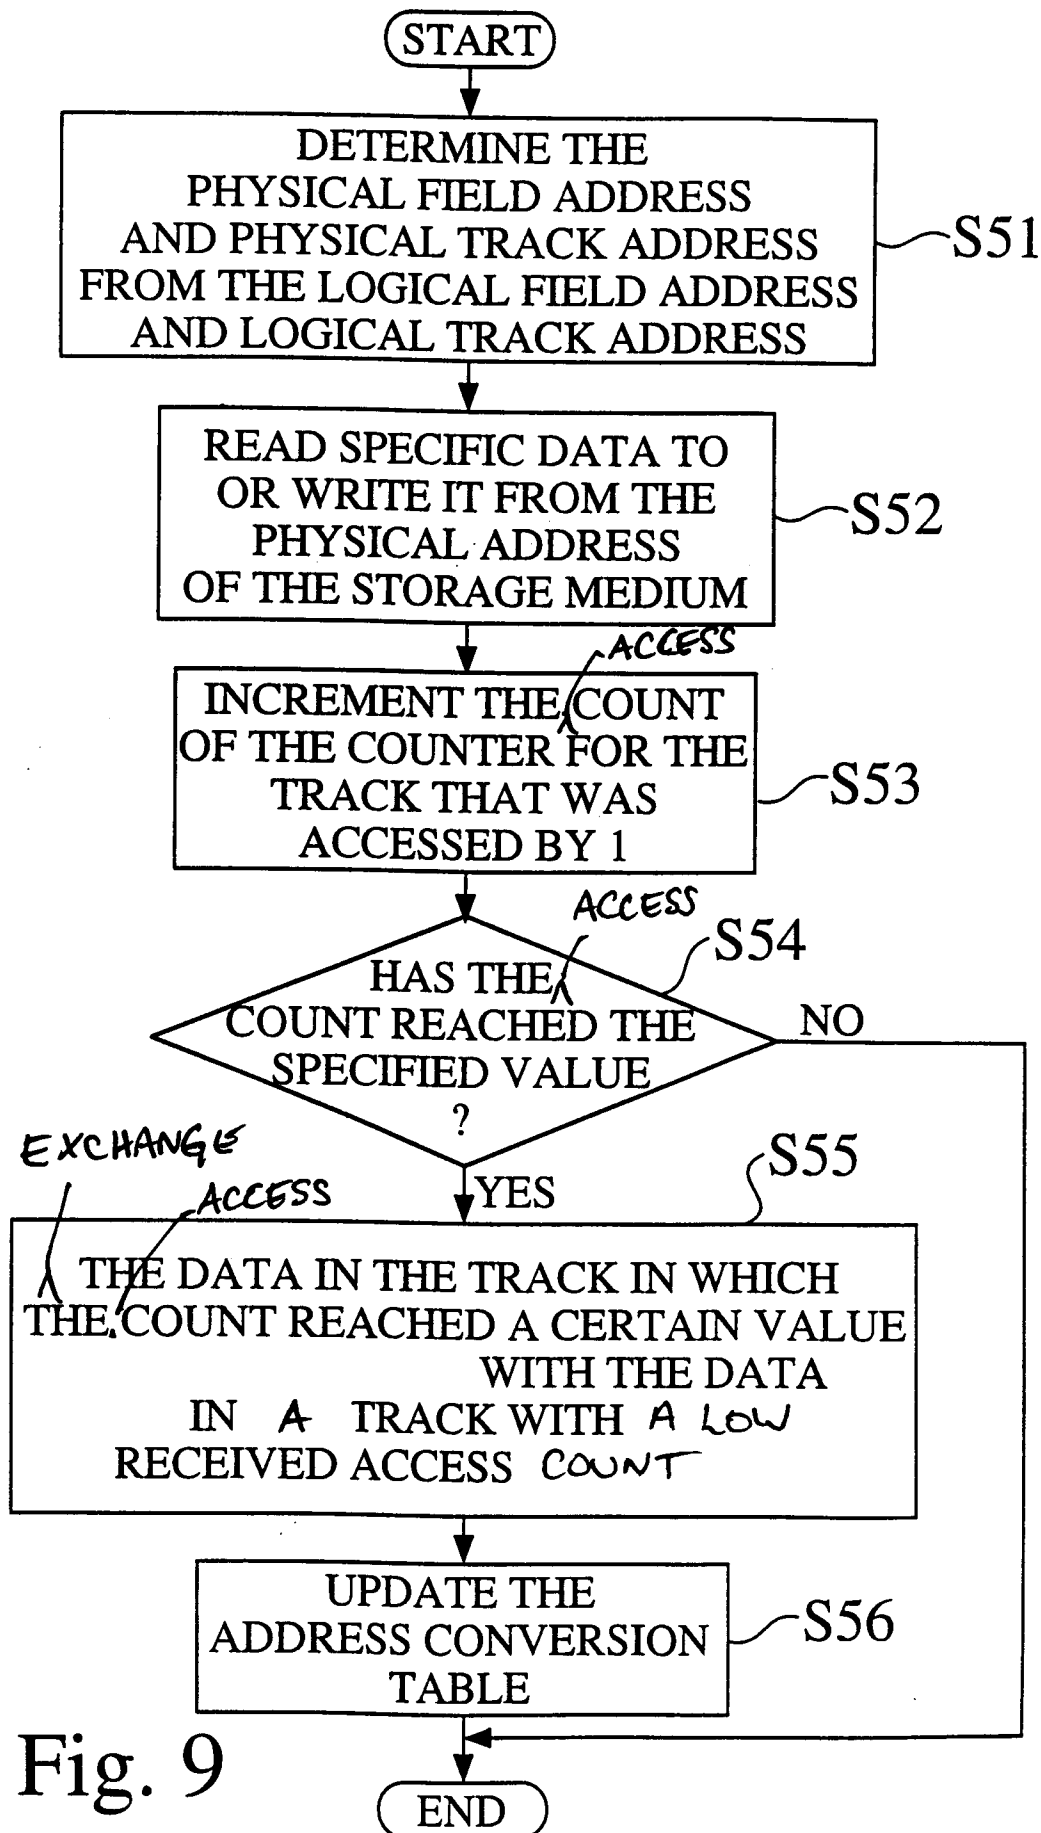 START
DETERMINE THE
PHYSICAL FIELD ADDRESS
AND PHYSICAL TRACK ADDRESS
FROM THE LOGICAL FIELD ADDRESS
AND LOGICAL TRACK ADDRESS
S51
READ SPECIFIC DATA TO
OR WRITE IT FROM THE
PHYSICAL ADDRESS
OF THE STORAGE MEDIUM
S52
ACCESS
INCREMENT THE COUNT
OF THE COUNTER FOR THE
TRACK THAT WAS
ACCESSED BY 1
S53
ACCESS
HAS THE
COUNT REACHED THE
SPECIFIED VALUE
?
S54
NO
YES
EXCHANGE
ACCESS
S55
THE DATA IN THE TRACK IN WHICH
THE COUNT REACHED A CERTAIN VALUE
WITH THE DATA
IN A TRACK WITH A LOW
RECEIVED ACCESS COUNT
UPDATE THE
ADDRESS CONVERSION
TABLE
S56
Fig. 9
END